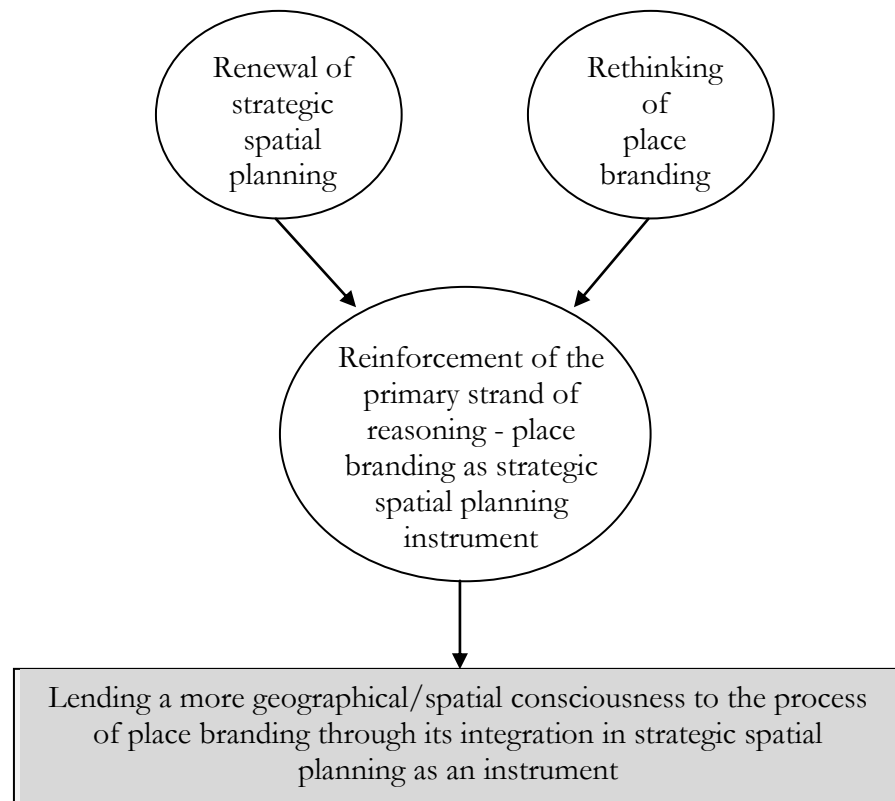 Renewal of
strategic
spatial
planning
Rethinking
of
place
branding
Reinforcement of the
primary strand of
reasoning - place
branding as strategic
spatial planning
instrument
Lending a more geographical/spatial consciousness to the process
of place branding through its integration in strategic spatial
planning as an instrument